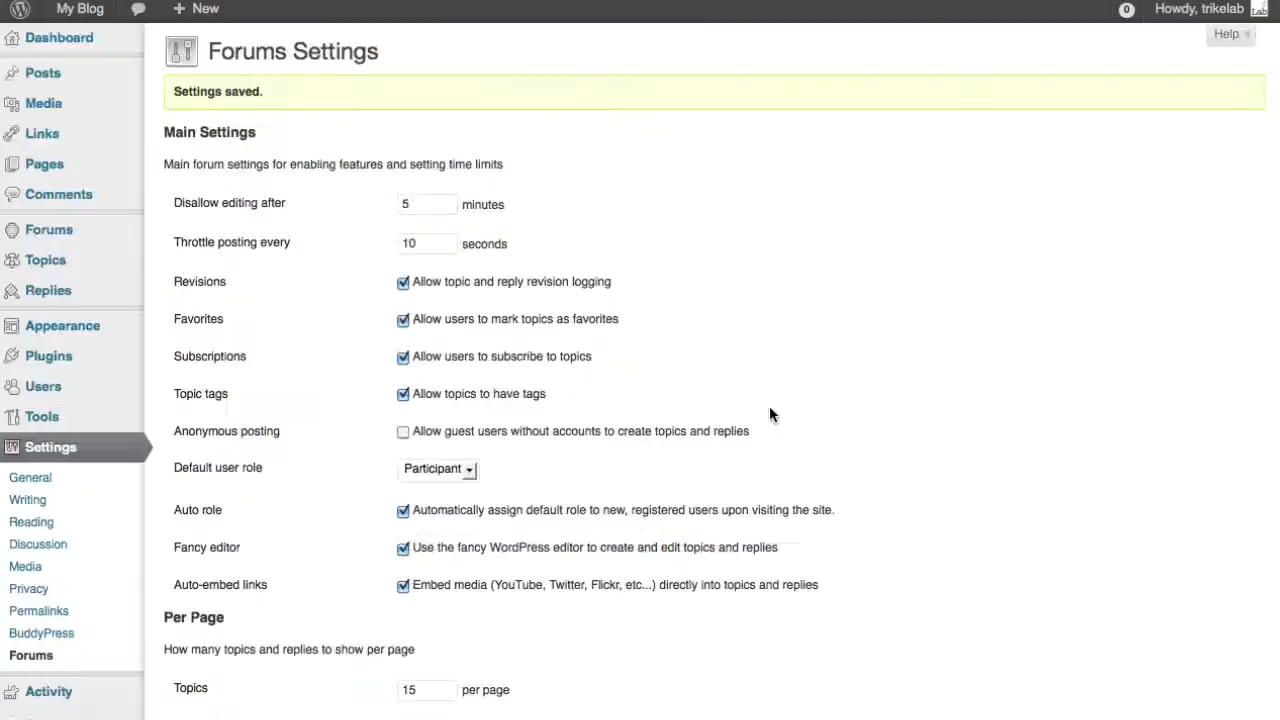 My Blog
New
0
Howdy, trikelab
Lab
Dashboard
Posts
Media
Links
Pages
Comments
Forums
Topics
Replies
Appearance
Plugins
Users
Tools
Settings
General
Writing
Reading
Discussion
Media
Privacy
Permalinks
BuddyPress
Forums
Activity
Help
Forums Settings
Settings saved.
Main Settings
Main forum settings for enabling features and setting time limits
Disallow editing after 5 minutes
Throttle posting every 10 seconds
Revisions Allow topic and reply revision logging
Favorites Allow users to mark topics as favorites
Subscriptions Allow users to subscribe to topics
Topic tags Allow topics to have tags
Anonymous posting Allow guest users without accounts to create topics and replies
Default user role Participant
Auto role Automatically assign default role to new, registered users upon visiting the site.
Fancy editor Use the fancy WordPress editor to create and edit topics and replies
Auto-embed links Embed media (YouTube, Twitter, Flickr, etc...) directly into topics and replies
Per Page
How many topics and replies to show per page
Topics 15 per page